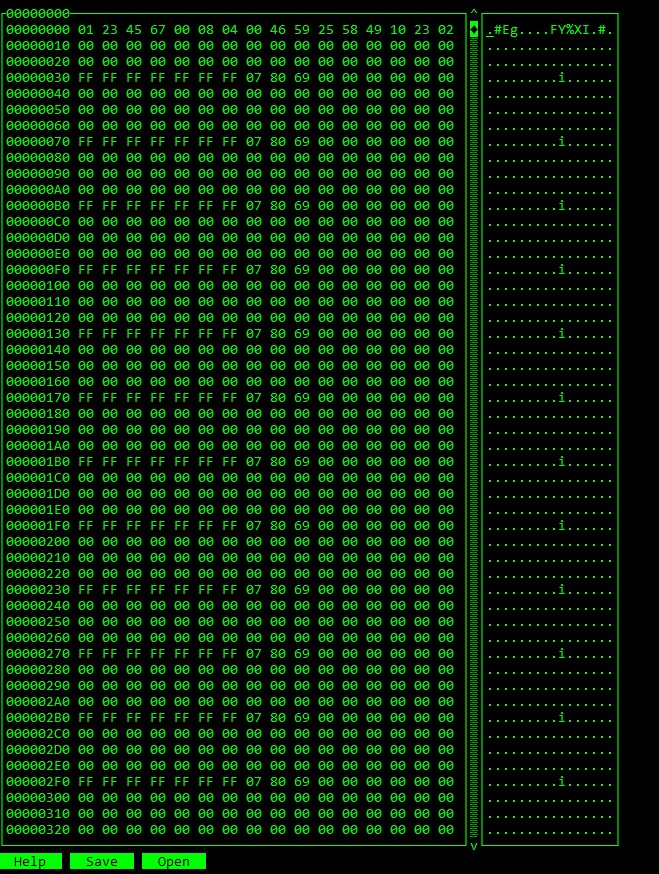 00000000
00000000 01 23 45 67 00 08 04 00 46 59 25 58 49 10 23 02 ^ .#Eg....FY%XI.#.
00000010 00 00 00 00 00 00 00 00 00 00 00 00 00 00 00 00 ................
00000020 00 00 00 00 00 00 00 00 00 00 00 00 00 00 00 00 ................
00000030 FF FF FF FF FF FF FF 07 80 69 00 00 00 00 00 00 .........i......
00000040 00 00 00 00 00 00 00 00 00 00 00 00 00 00 00 00 ................
00000050 00 00 00 00 00 00 00 00 00 00 00 00 00 00 00 00 ................
00000060 00 00 00 00 00 00 00 00 00 00 00 00 00 00 00 00 ................
00000070 FF FF FF FF FF FF FF 07 80 69 00 00 00 00 00 00 .........i......
00000080 00 00 00 00 00 00 00 00 00 00 00 00 00 00 00 00 ................
00000090 00 00 00 00 00 00 00 00 00 00 00 00 00 00 00 00 ................
000000A0 00 00 00 00 00 00 00 00 00 00 00 00 00 00 00 00 ................
000000B0 FF FF FF FF FF FF FF 07 80 69 00 00 00 00 00 00 .........i......
000000C0 00 00 00 00 00 00 00 00 00 00 00 00 00 00 00 00 ................
000000D0 00 00 00 00 00 00 00 00 00 00 00 00 00 00 00 00 ................
000000E0 00 00 00 00 00 00 00 00 00 00 00 00 00 00 00 00 ................
000000F0 FF FF FF FF FF FF FF 07 80 69 00 00 00 00 00 00 .........i......
00000100 00 00 00 00 00 00 00 00 00 00 00 00 00 00 00 00 ................
00000110 00 00 00 00 00 00 00 00 00 00 00 00 00 00 00 00 ................
00000120 00 00 00 00 00 00 00 00 00 00 00 00 00 00 00 00 ................
00000130 FF FF FF FF FF FF FF 07 80 69 00 00 00 00 00 00 .........i......
00000140 00 00 00 00 00 00 00 00 00 00 00 00 00 00 00 00 ................
00000150 00 00 00 00 00 00 00 00 00 00 00 00 00 00 00 00 ................
00000160 00 00 00 00 00 00 00 00 00 00 00 00 00 00 00 00 ................
00000170 FF FF FF FF FF FF FF 07 80 69 00 00 00 00 00 00 .........i......
00000180 00 00 00 00 00 00 00 00 00 00 00 00 00 00 00 00 ................
00000190 00 00 00 00 00 00 00 00 00 00 00 00 00 00 00 00 ................
000001A0 00 00 00 00 00 00 00 00 00 00 00 00 00 00 00 00 ................
000001B0 FF FF FF FF FF FF FF 07 80 69 00 00 00 00 00 00 .........i......
000001C0 00 00 00 00 00 00 00 00 00 00 00 00 00 00 00 00 ................
000001D0 00 00 00 00 00 00 00 00 00 00 00 00 00 00 00 00 ................
000001E0 00 00 00 00 00 00 00 00 00 00 00 00 00 00 00 00 ................
000001F0 FF FF FF FF FF FF FF 07 80 69 00 00 00 00 00 00 .........i......
00000200 00 00 00 00 00 00 00 00 00 00 00 00 00 00 00 00 ................
00000210 00 00 00 00 00 00 00 00 00 00 00 00 00 00 00 00 ................
00000220 00 00 00 00 00 00 00 00 00 00 00 00 00 00 00 00 ................
00000230 FF FF FF FF FF FF FF 07 80 69 00 00 00 00 00 00 .........i......
00000240 00 00 00 00 00 00 00 00 00 00 00 00 00 00 00 00 ................
00000250 00 00 00 00 00 00 00 00 00 00 00 00 00 00 00 00 ................
00000260 00 00 00 00 00 00 00 00 00 00 00 00 00 00 00 00 ................
00000270 FF FF FF FF FF FF FF 07 80 69 00 00 00 00 00 00 .........i......
00000280 00 00 00 00 00 00 00 00 00 00 00 00 00 00 00 00 ................
00000290 00 00 00 00 00 00 00 00 00 00 00 00 00 00 00 00 ................
000002A0 00 00 00 00 00 00 00 00 00 00 00 00 00 00 00 00 ................
000002B0 FF FF FF FF FF FF FF 07 80 69 00 00 00 00 00 00 .........i......
000002C0 00 00 00 00 00 00 00 00 00 00 00 00 00 00 00 00 ................
000002D0 00 00 00 00 00 00 00 00 00 00 00 00 00 00 00 00 ................
000002E0 00 00 00 00 00 00 00 00 00 00 00 00 00 00 00 00 ................
000002F0 FF FF FF FF FF FF FF 07 80 69 00 00 00 00 00 00 .........i......
00000300 00 00 00 00 00 00 00 00 00 00 00 00 00 00 00 00 ................
00000310 00 00 00 00 00 00 00 00 00 00 00 00 00 00 00 00 ................
00000320 00 00 00 00 00 00 00 00 00 00 00 00 00 00 00 00 ................
v
Help Save Open